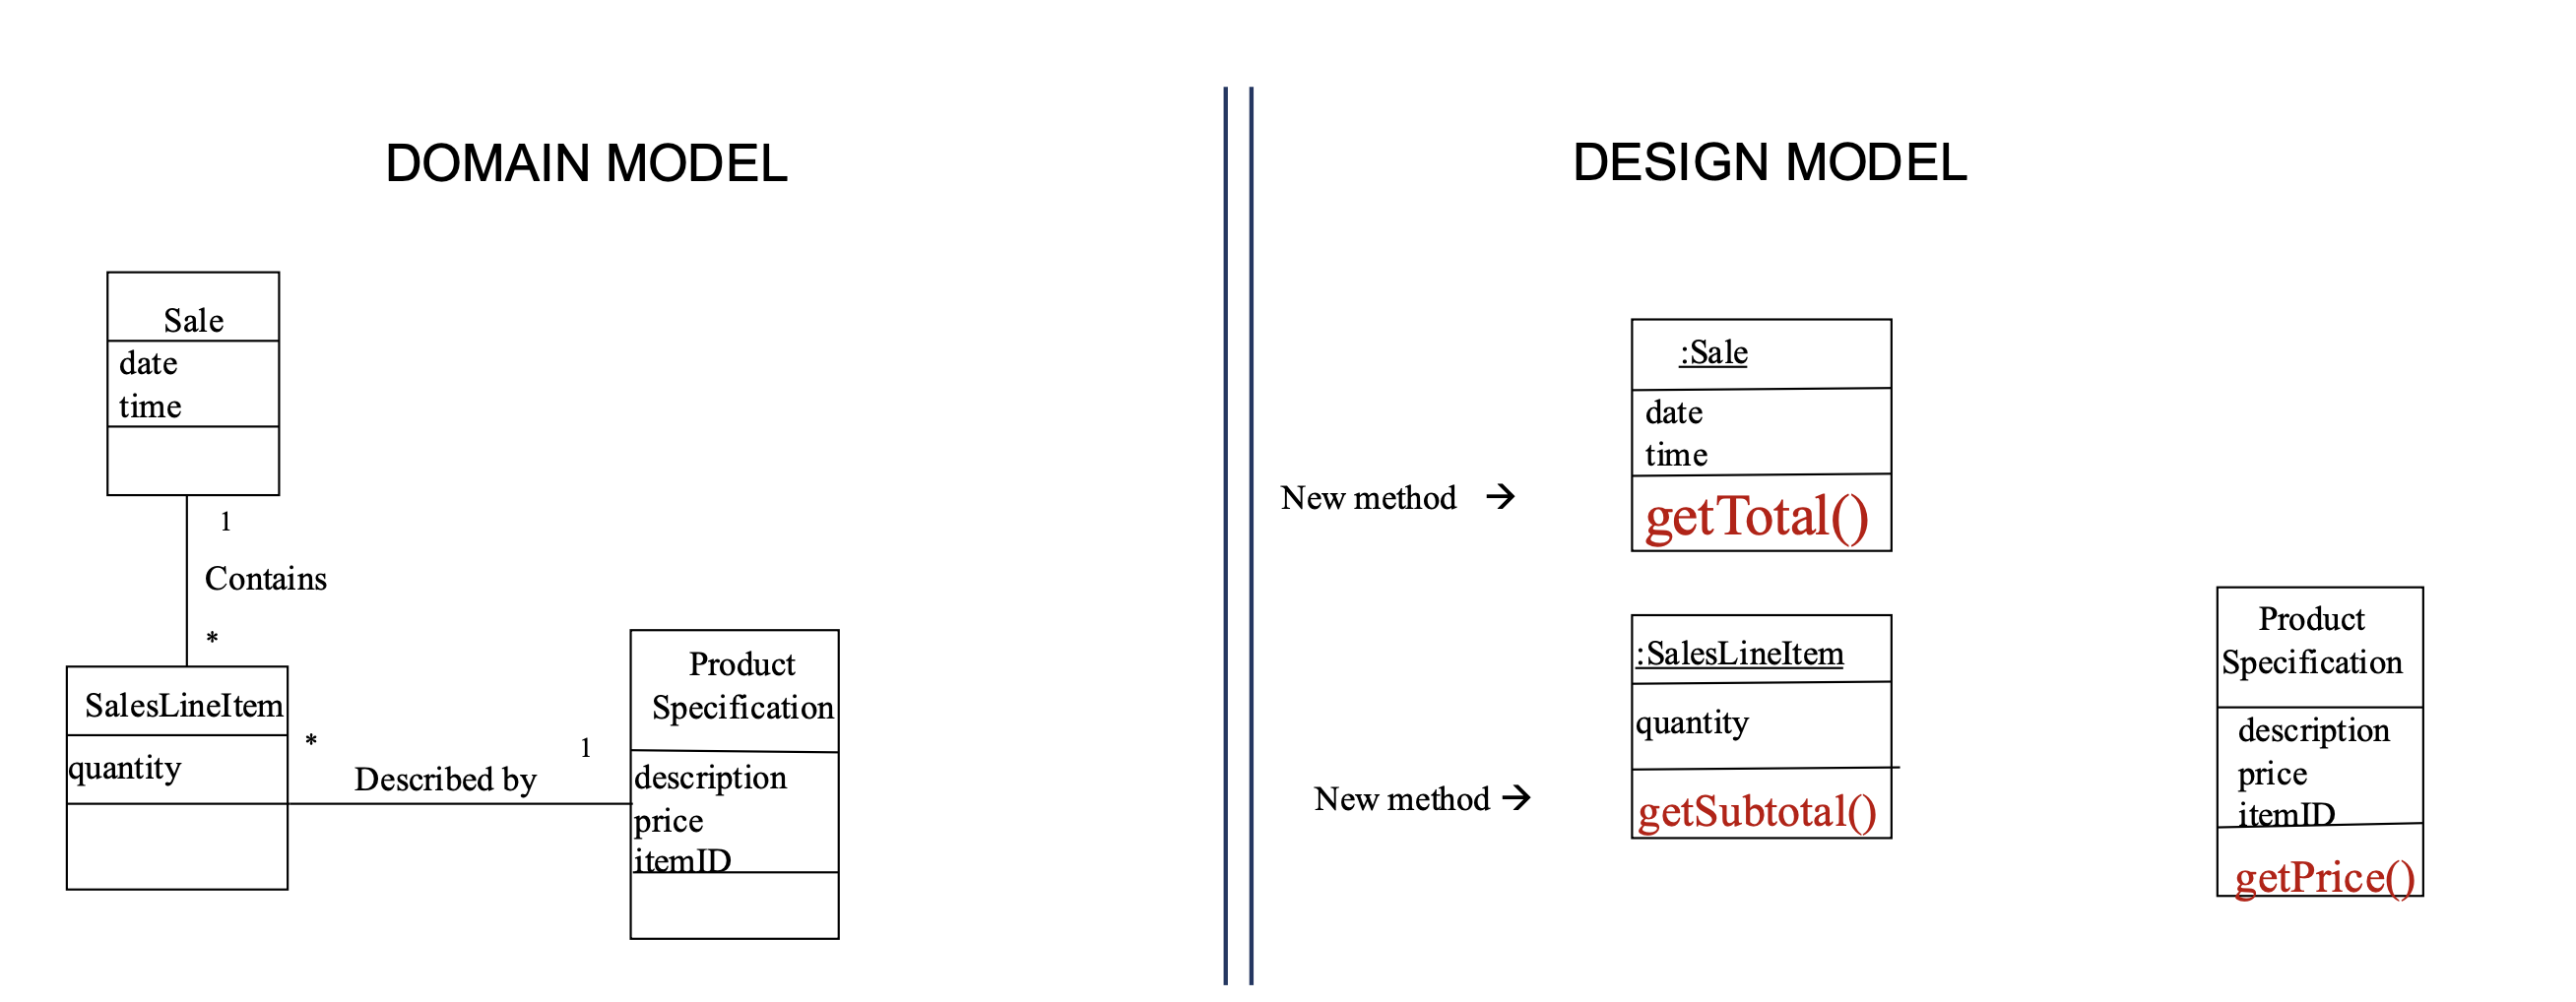 DOMAIN MODEL
Sale
date
time
1
Contains
*
SalesLineItem
quantity
*
Described by
1
Product
Specification
description
price
itemID
DESIGN MODEL
:Sale
date
time
New method →
getTotal()
:SalesLineItem
quantity
New method →
getSubtotal()
Product
Specification
description
price
itemID
getPrice()